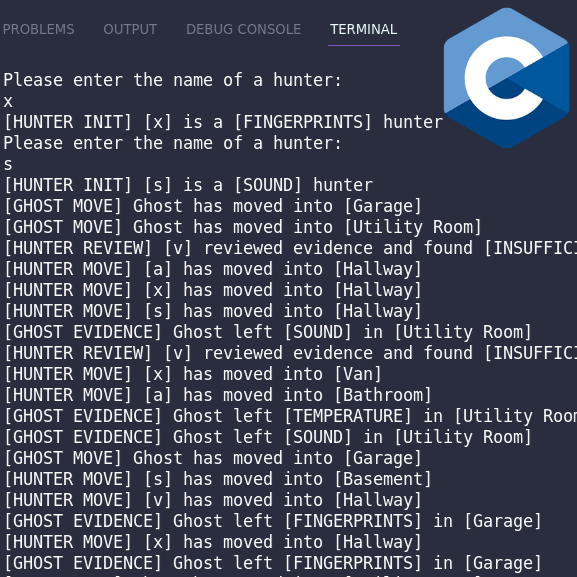 PROBLEMS OUTPUT DEBUG CONSOLE TERMINAL
C
Please enter the name of a hunter:
x
[HUNTER INIT] [x] is a [FINGERPRINTS] hunter
Please enter the name of a hunter:
s
[HUNTER INIT] [s] is a [SOUND] hunter
[GHOST MOVE] Ghost has moved into [Garage]
[GHOST MOVE] Ghost has moved into [Utility Room]
[HUNTER REVIEW] [v] reviewed evidence and found [INSUFFICI
[HUNTER MOVE] [a] has moved into [Hallway]
[HUNTER MOVE] [x] has moved into [Hallway]
[HUNTER MOVE] [s] has moved into [Hallway]
[GHOST EVIDENCE] Ghost left [SOUND] in [Utility Room]
[HUNTER REVIEW] [v] reviewed evidence and found [INSUFFICI
[HUNTER MOVE] [x] has moved into [Van]
[HUNTER MOVE] [a] has moved into [Bathroom]
[GHOST EVIDENCE] Ghost left [TEMPERATURE] in [Utility Room
[GHOST EVIDENCE] Ghost left [SOUND] in [Utility Room]
[GHOST MOVE] Ghost has moved into [Garage]
[HUNTER MOVE] [s] has moved into [Basement]
[HUNTER MOVE] [v] has moved into [Hallway]
[GHOST EVIDENCE] Ghost left [FINGERPRINTS] in [Garage]
[HUNTER MOVE] [x] has moved into [Hallway]
[GHOST EVIDENCE] Ghost left [FINGERPRINTS] in [Garage]